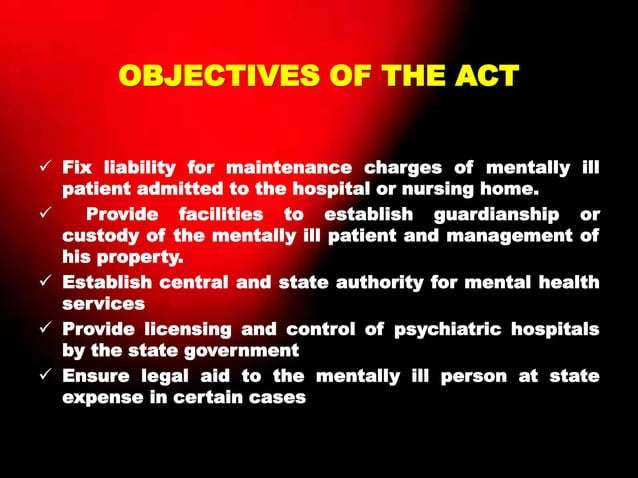 OBJECTIVES OF THE ACT
✓ Fix liability for maintenance charges of mentally ill
patient admitted to the hospital or nursing home.
✓ Provide facilities to establish guardianship or
custody of the mentally ill patient and management of
his property.
✓ Establish central and state authority for mental health
services
✓ Provide licensing and control of psychiatric hospitals
by the state government
✓ Ensure legal aid to the mentally ill person at state
expense in certain cases